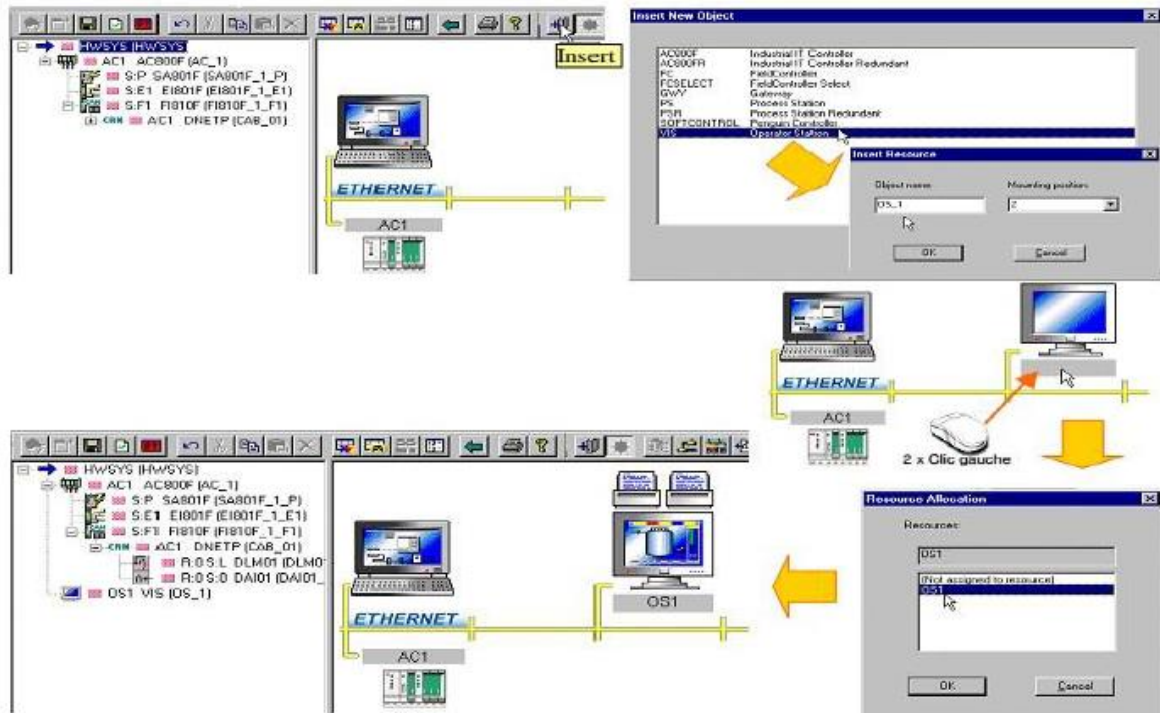 HWSYS (HWSYS)
AC1 AC800F (AC_1)
S:P SA801F (SA801F_1_P)
S:E1 EI801F (EI801F_1_E1)
S:F1 FI810F (FI810F_1_F1)
CAN AC1 DNETP (CAB_01)
Insert
ETHERNET
AC1
Insert New Object
AC800F Industrial IT Controller
AC800FR Industrial IT Controller Redundant
FC FieldController
FCSELECT FieldController Select
GWY Gateway
PS Process Station
PSR Process Station Redundant
SOFTCONTROL Penguin Controller
VIS Operator Station
Insert Resource
Object name:
Mounting position:
OS_1
2
OK
Cancel
ETHERNET
AC1
2 x Clic gauche
HWSYS (HWSYS)
AC1 AC800F (AC_1)
S:P SA801F (SA801F_1_P)
S:E1 EI801F (EI801F_1_E1)
S:F1 FI810F (FI810F_1_F1)
CAN AC1 DNETP (CAB_01)
R:0 S:L DLM01 (DLM0
R:0 S:0 DAI01 (DAI01_
OS1 VIS (OS_1)
ETHERNET
OS1
AC1
Resource Allocation
Resources:
OS1
(Not assigned to resource)
OS1
OK
Cancel